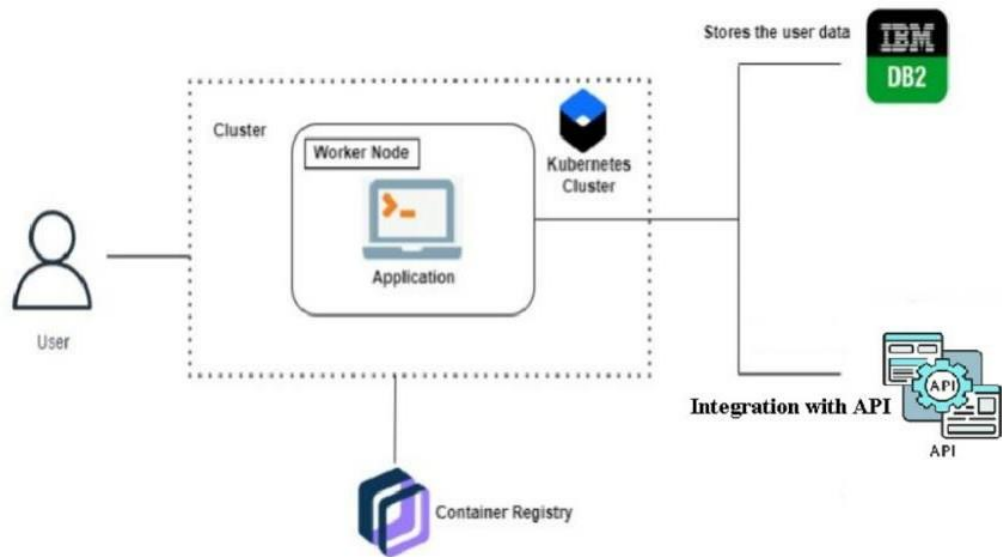 Stores the user data
IBM
DB2
Cluster
Worker Node
Kubernetes
Cluster
Application
User
Integration with API
API
API
Container Registry